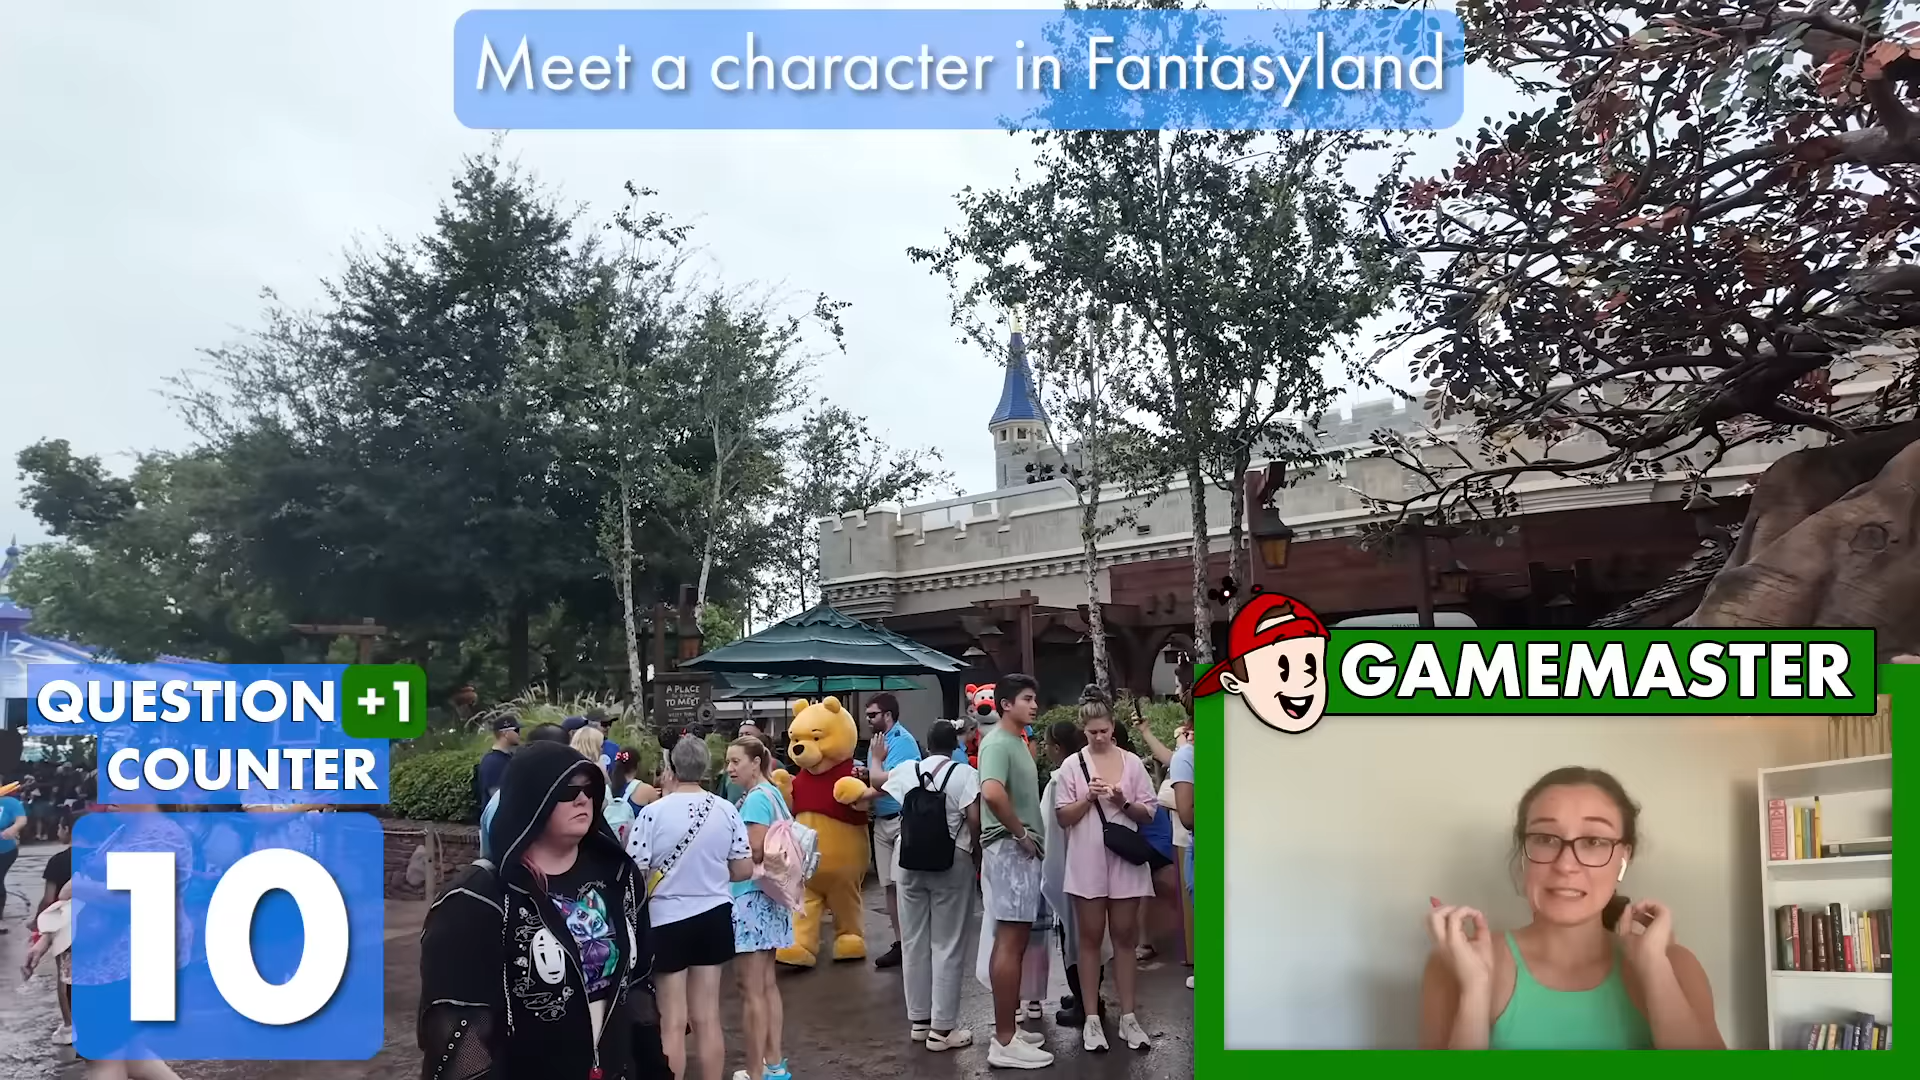 Meet a character in Fantasyland
QUESTION +1
COUNTER
10
GAMEMASTER
A PLACE
TO MEET